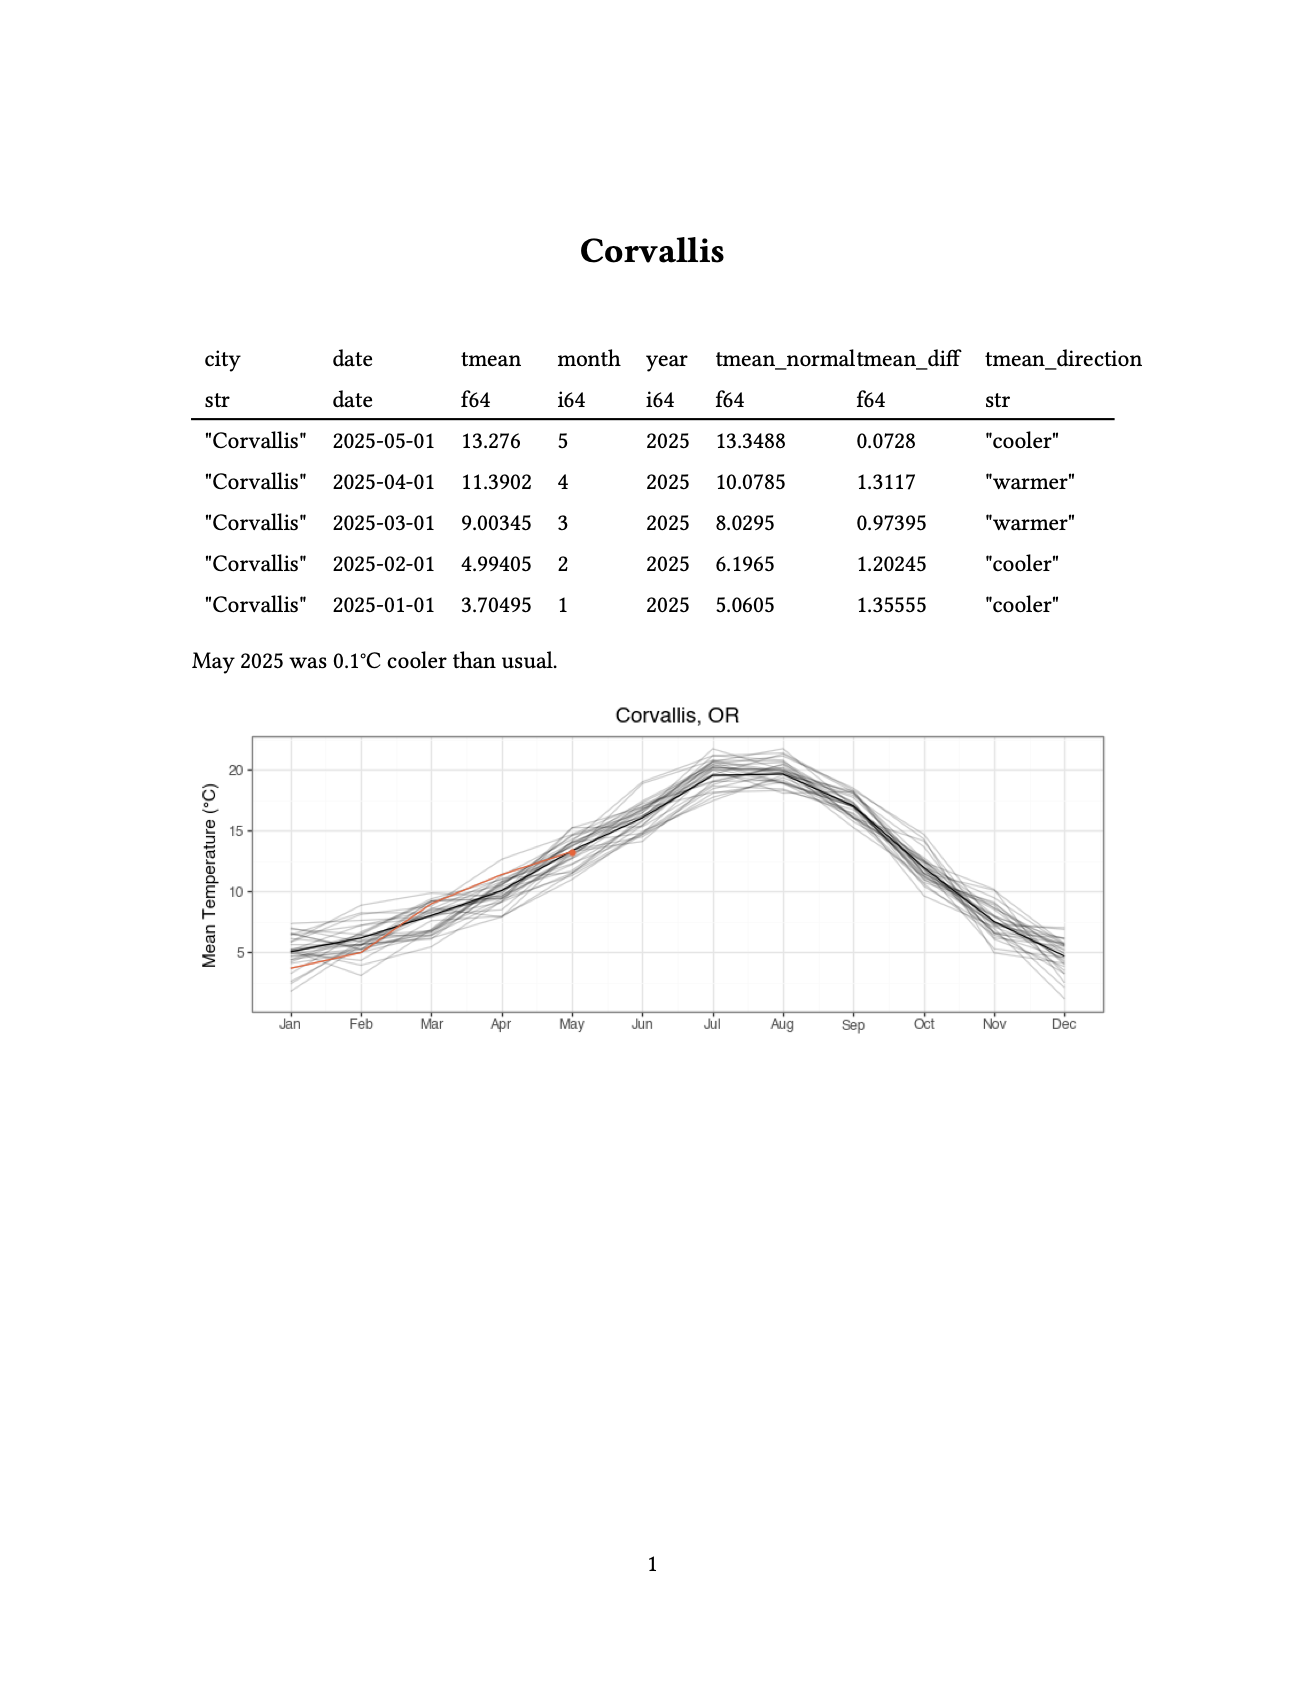 Corvallis
city date tmean month year tmean_normal tmean_diff tmean_direction
str date f64 i64 i64 f64 f64 str
"Corvallis" 2025-05-01 13.276 5 2025 13.3488 0.0728 "cooler"
"Corvallis" 2025-04-01 11.3902 4 2025 10.0785 1.3117 "warmer"
"Corvallis" 2025-03-01 9.00345 3 2025 8.0295 0.97395 "warmer"
"Corvallis" 2025-02-01 4.99405 2 2025 6.1965 1.20245 "cooler"
"Corvallis" 2025-01-01 3.70495 1 2025 5.0605 1.35555 "cooler"
May 2025 was 0.1°C cooler than usual.
Corvallis, OR
Mean Temperature (°C)
20
15
10
5
Jan Feb Mar Apr May Jun Jul Aug Sep Oct Nov Dec
1